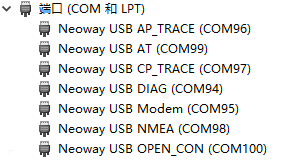 端口 (COM 和 LPT)
Neoway USB AP_TRACE (COM96)
Neoway USB AT (COM99)
Neoway USB CP_TRACE (COM97)
Neoway USB DIAG (COM94)
Neoway USB Modem (COM95)
Neoway USB NMEA (COM98)
Neoway USB OPEN_CON (COM100)